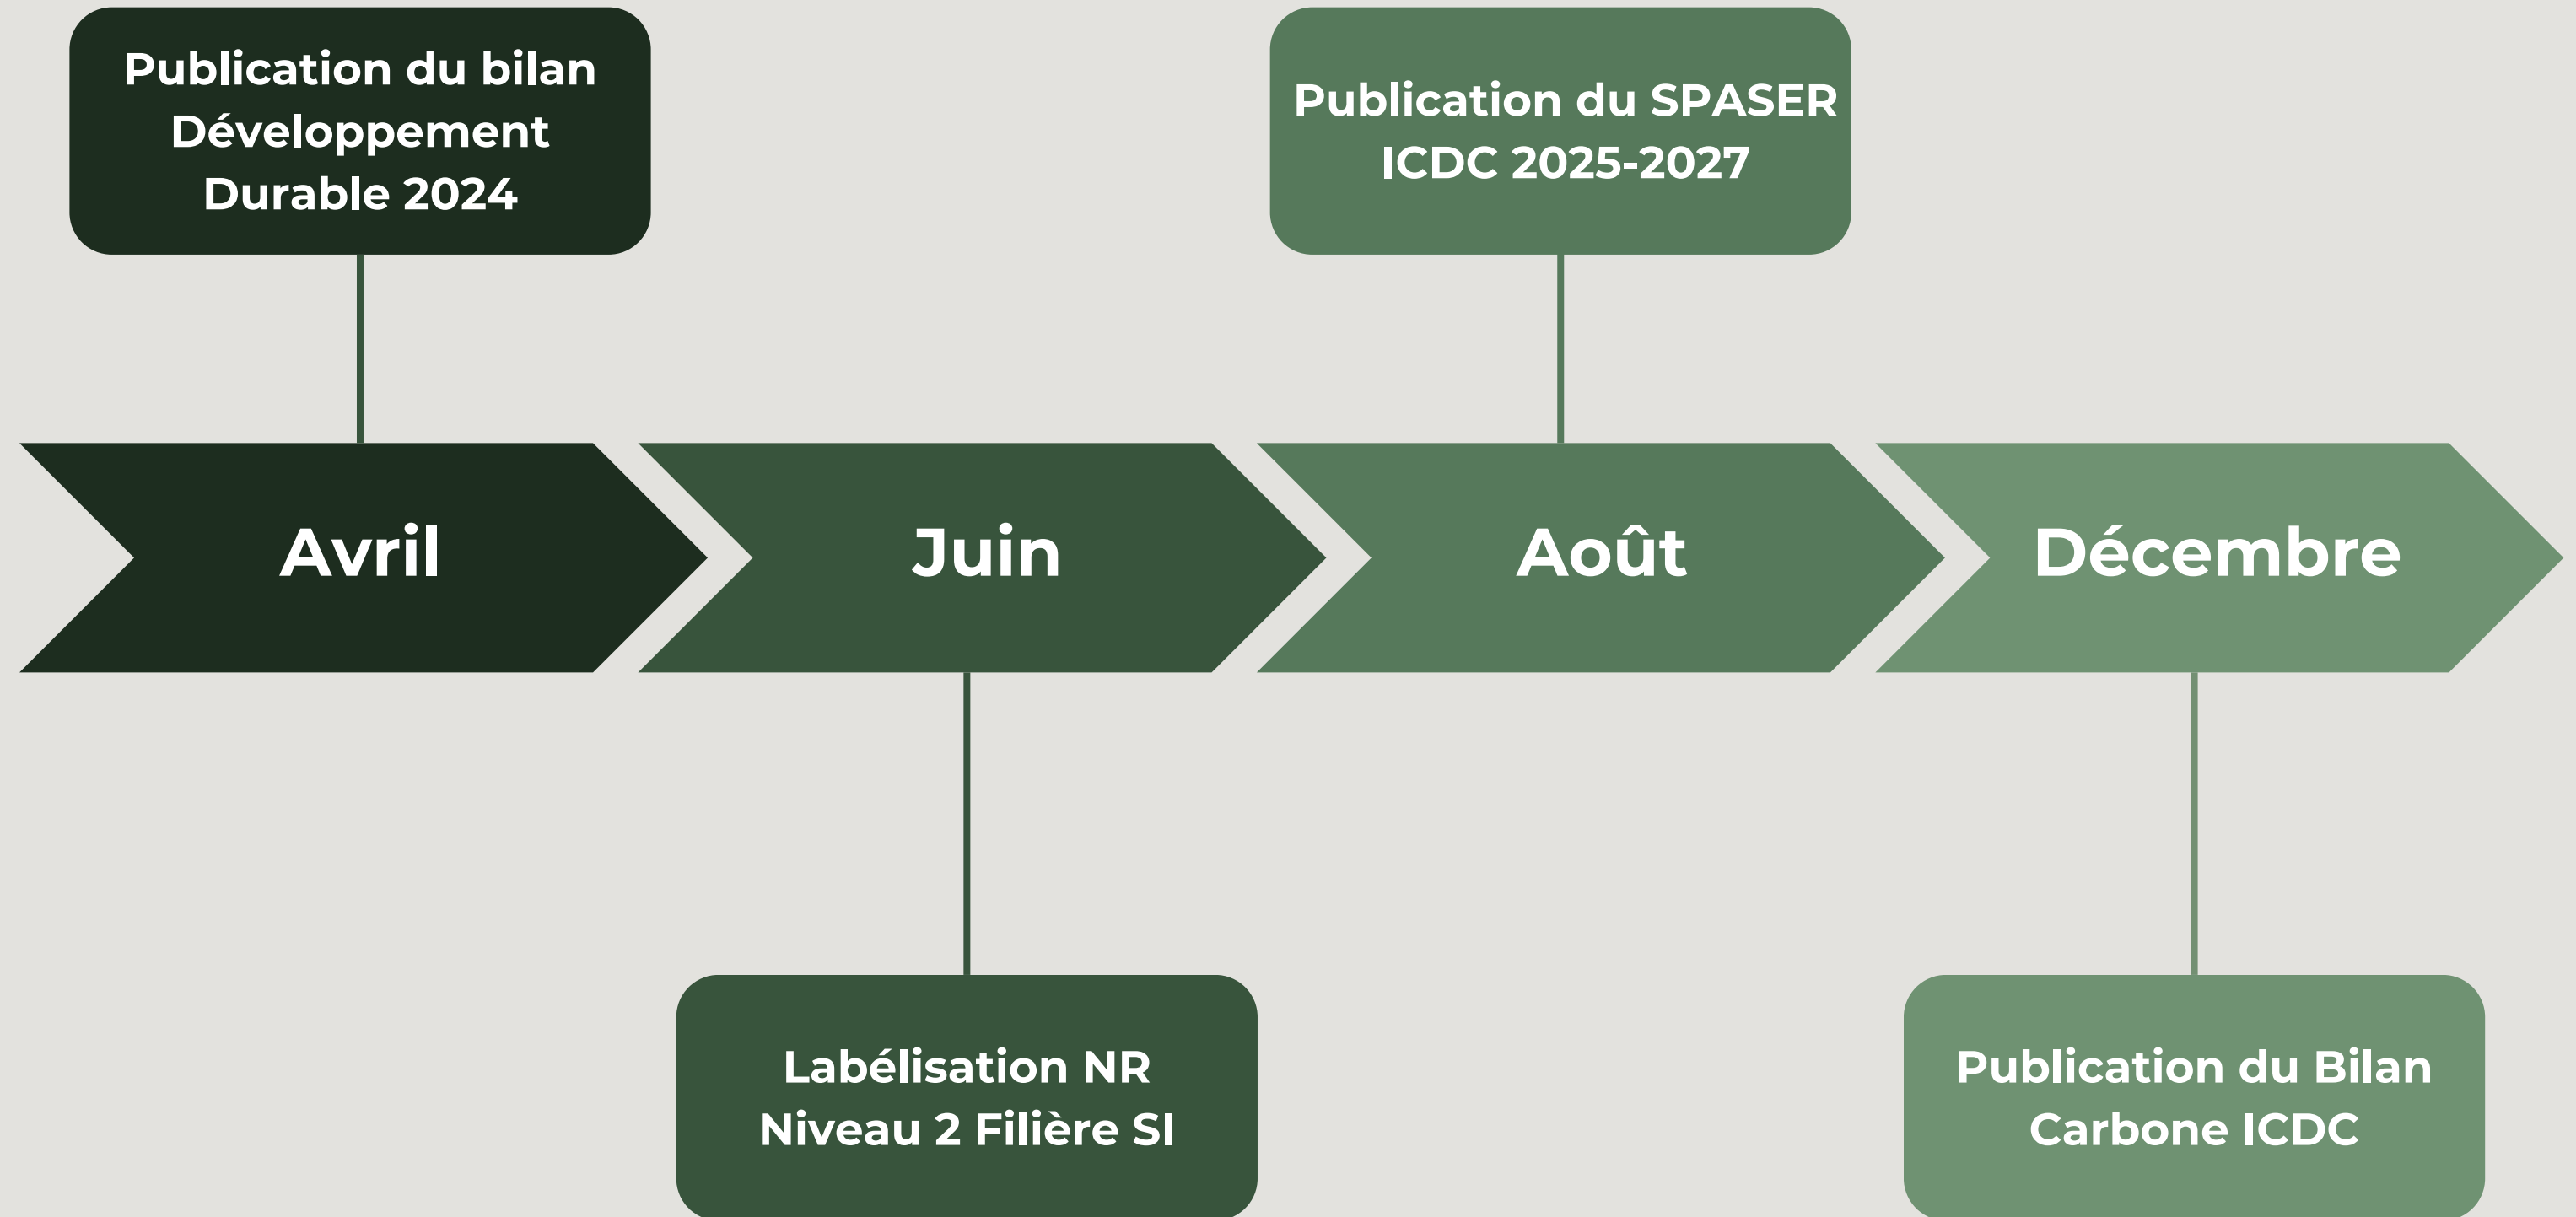 Publication du bilan
Développement
Durable 2024
Publication du SPASER
ICDC 2025-2027
Avril
Juin
Août
Décembre
Labélisation NR
Niveau 2 Filière SI
Publication du Bilan
Carbone ICDC